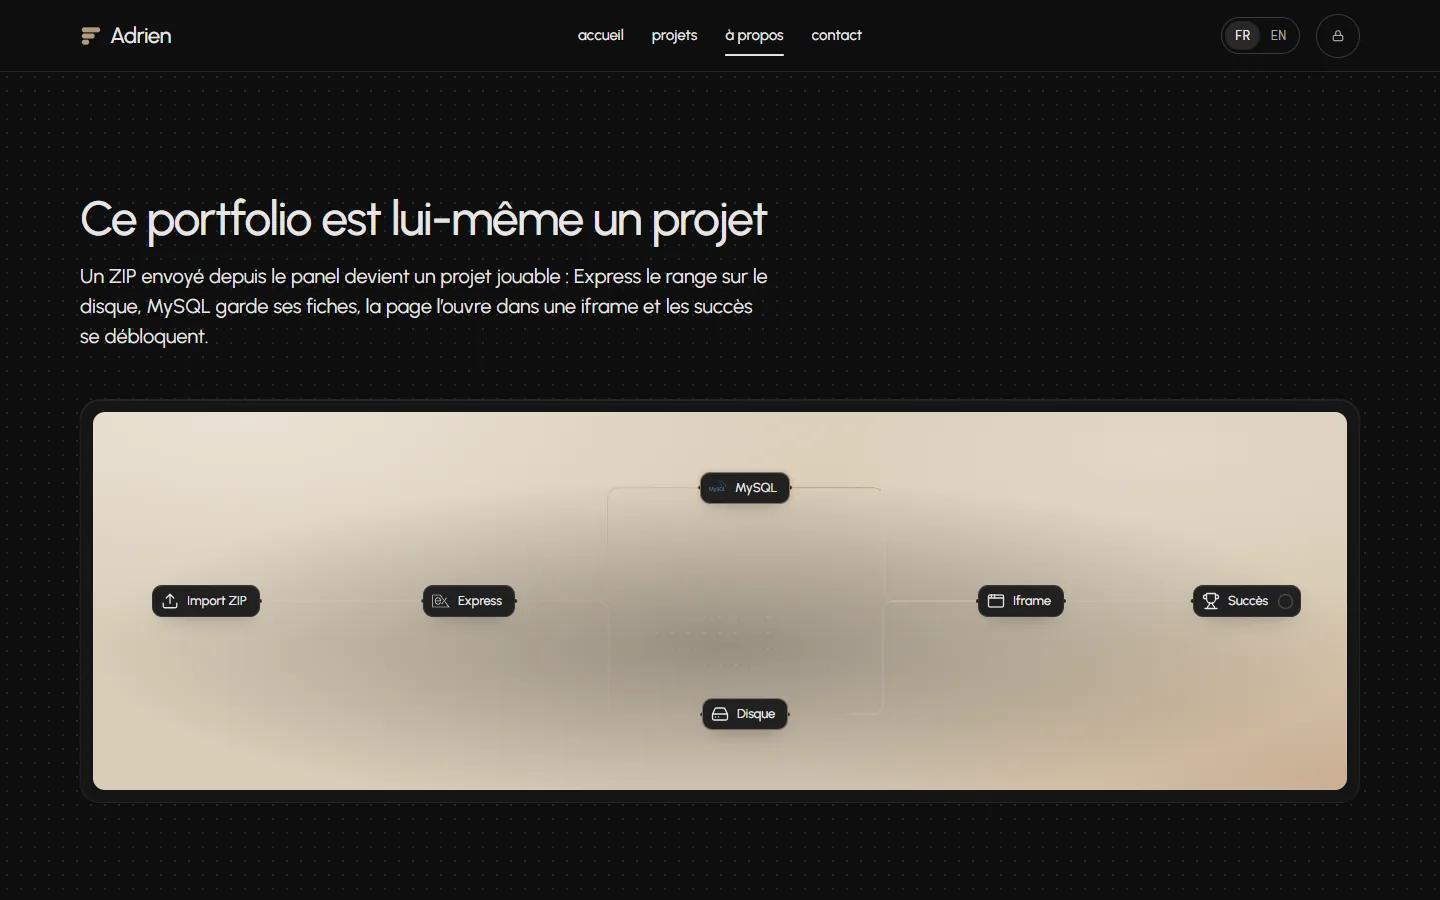 Adrien
accueil
projets
à propos
contact
FR
EN
Ce portfolio est lui-même un projet
Un ZIP envoyé depuis le panel devient un projet jouable : Express le range sur le
disque, MySQL garde ses fiches, la page l'ouvre dans une iframe et les succès
se débloquent.
MySQL
MySQL
Import ZIP
ex
Express
Iframe
Succès
Disque